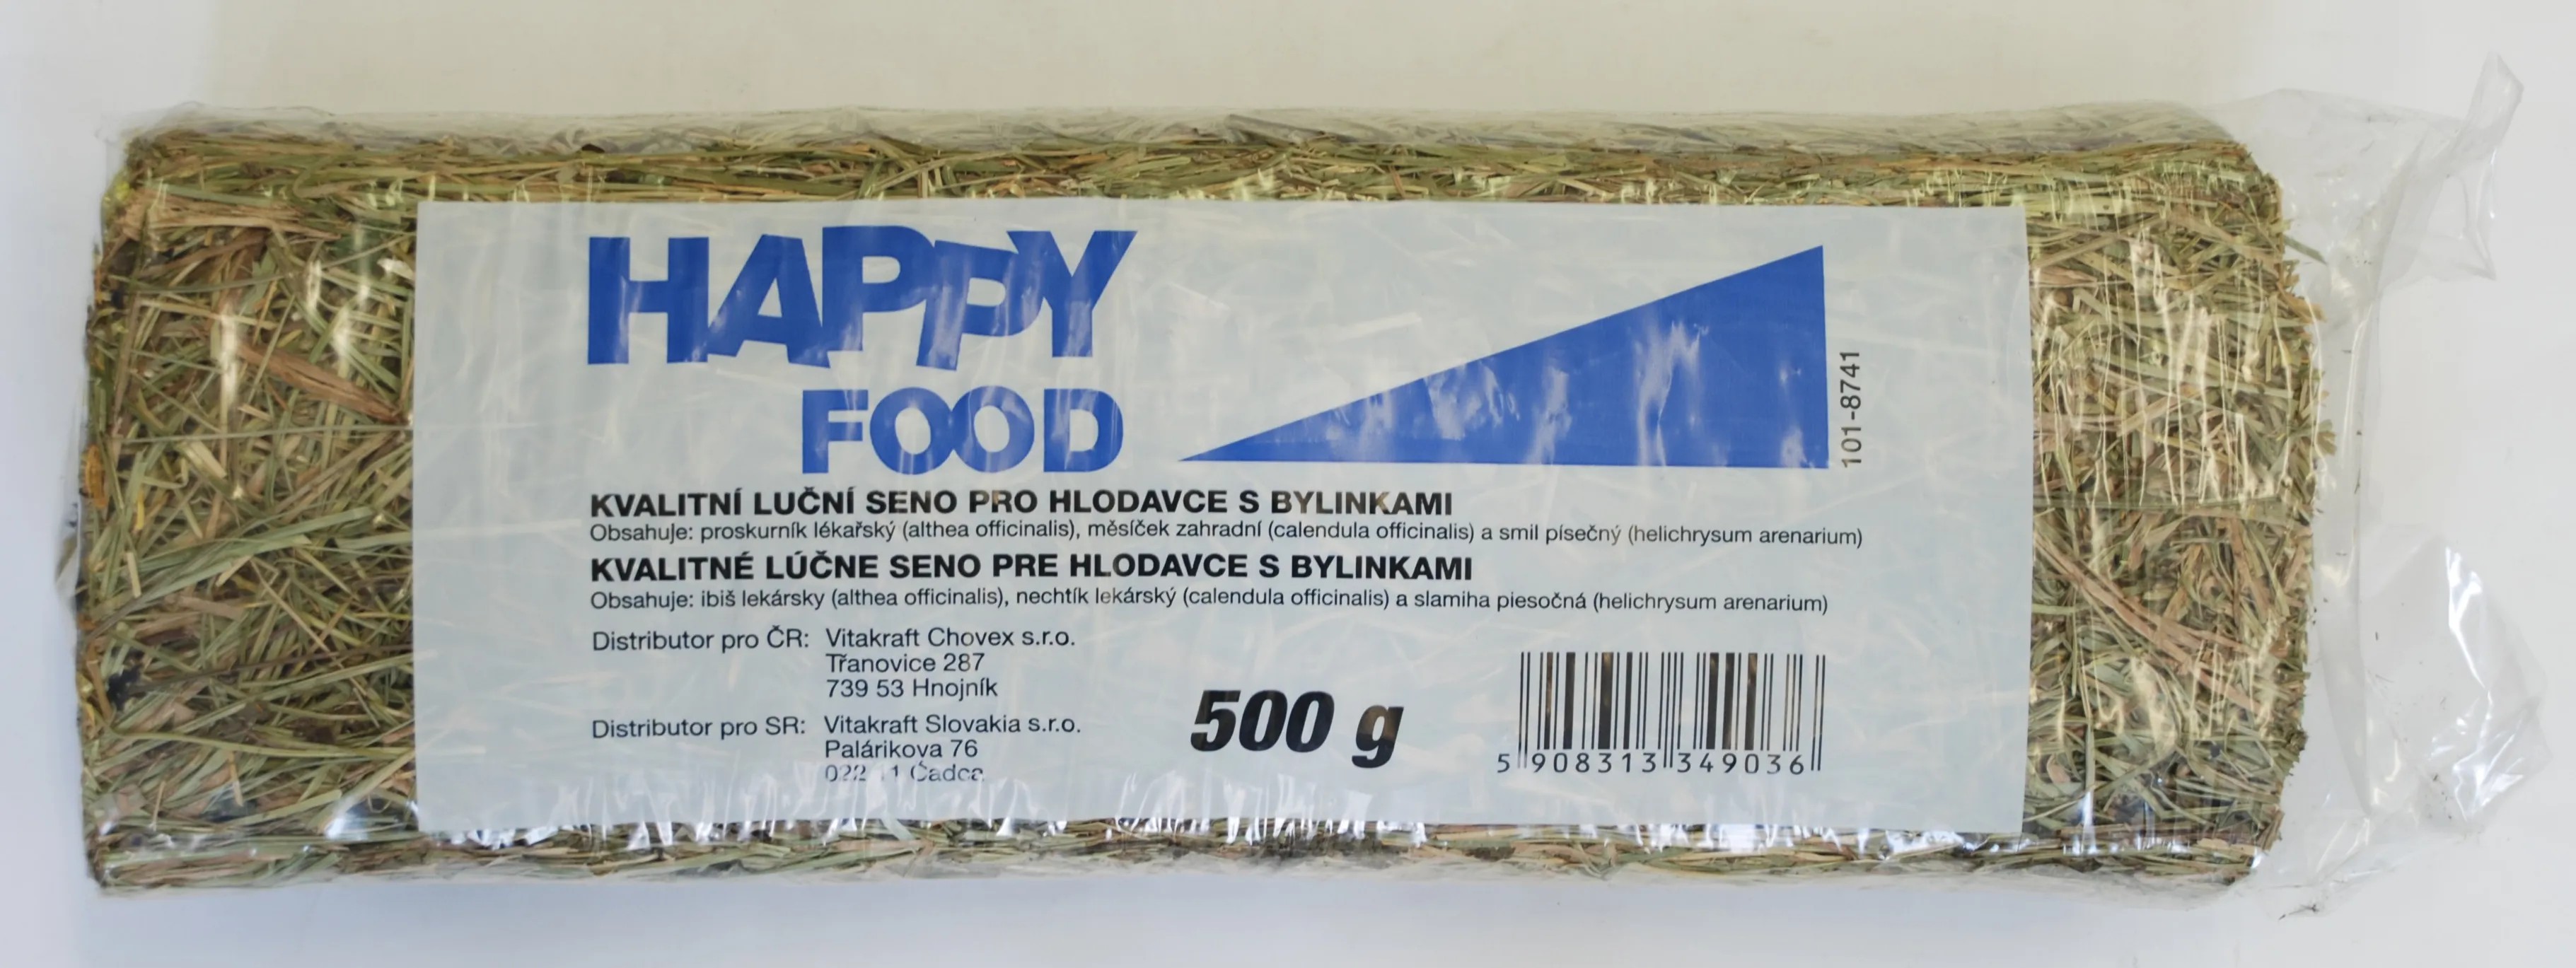 HAPPY
FOOD
101-8741
KVALITNÍ LUČNÍ SENO PRO HLODAVCE S BYLINKAMI
Obsahuje: proskurník lékařský (althea officinalis), měsíček zahradní (calendula officinalis) a smil písečný (helichrysum arenarium)
KVALITNÉ LÚČNE SENO PRE HLODAVCE S BYLINKAMI
Obsahuje: ibiš lekársky (althea officinalis), nechtík lekárský (calendula officinalis) a slamiha piesočná (helichrysum arenarium)
Distributor pro ČR: Vitakraft Chovex s.r.o.
Třanovice 287
739 53 Hnojník
Distributor pro SR: Vitakraft Slovakia s.r.o.
Palárikova 76
022 Čadca
500 g
5 908313 349036